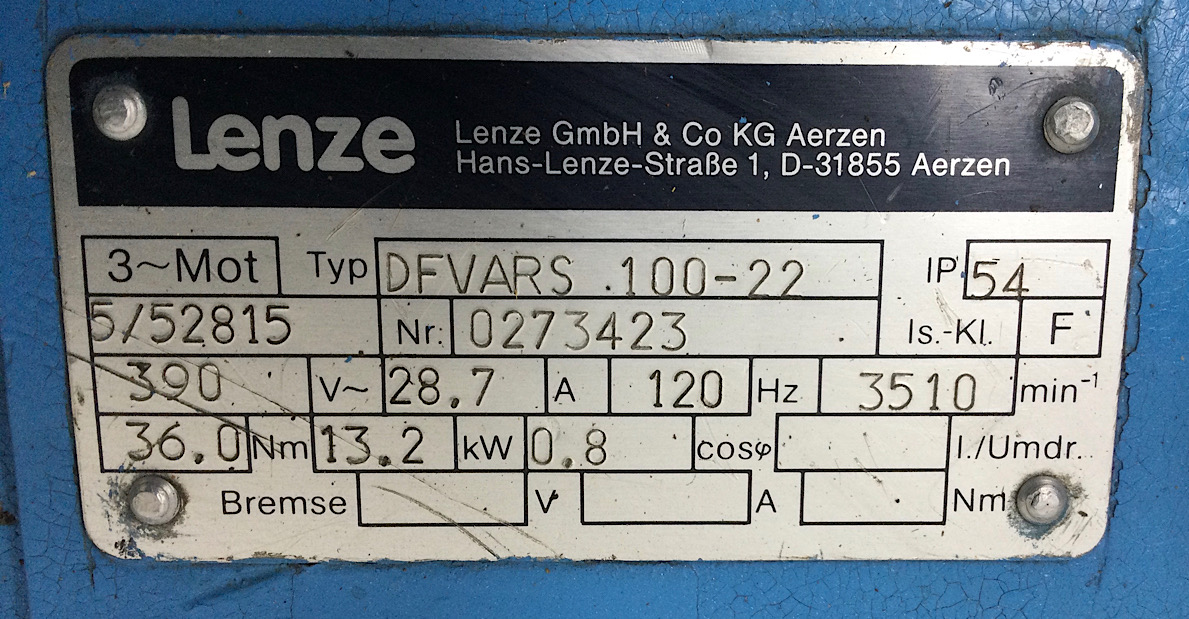 Lenze
Lenze GmbH & Co KG Aerzen
Hans-Lenze-Straße 1, D-31855 Aerzen
3~Mot Typ DFVARS 100-22 IP 54
5/52815 Nr. 0273423 Is.-Kl. F
390 V~ 28.7 A 120 Hz 3510 min⁻¹
36.0 Nm 13.2 kW 0.8 cosφ I./Umdr.
Bremse V A Nm